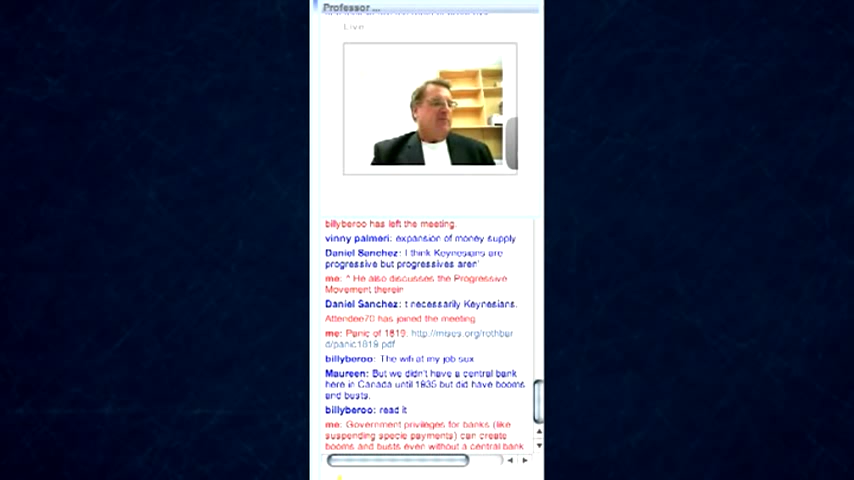 Professor ...
Live
billyberoo has left the meeting.
vinny palmeri: expansion of money supply
Daniel Sanchez: I think Keynesians are
progressive but progressives aren'
me: ^ He also discusses the Progressive
Movement therein
Daniel Sanchez: t necessarily Keynesians.
Attendee70 has joined the meeting
me: Panic of 1819: http://mises.org/rothbar
d/panic1819.pdf
billyberoo: The wifi at my job sux
Maureen: But we didn't have a central bank
here in Canada until 1935 but did have booms
and busts.
billyberoo: read it
me: Government privileges for banks (like
suspending specie payments) can create
booms and busts even without a central bank